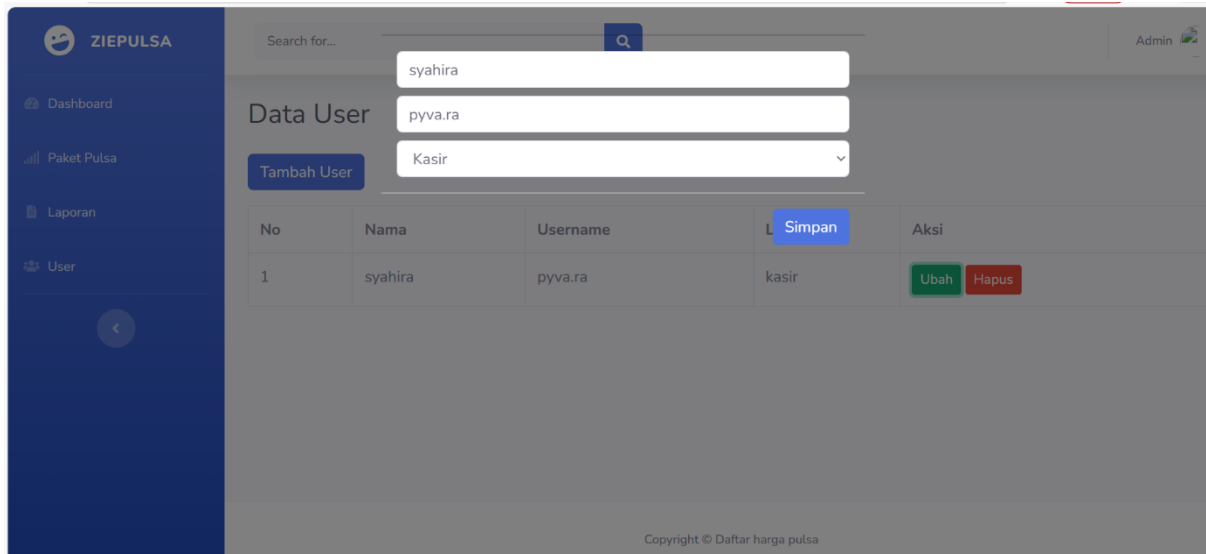 ZIEPULSA
Search for...
Admin
syahira
pyva.ra
Kasir
Simpan
Dashboard
Paket Pulsa
Laporan
User
Data User
Tambah User
No Nama Username L Aksi
1 syahira pyva.ra kasir Ubah Hapus
Copyright © Daftar harga pulsa